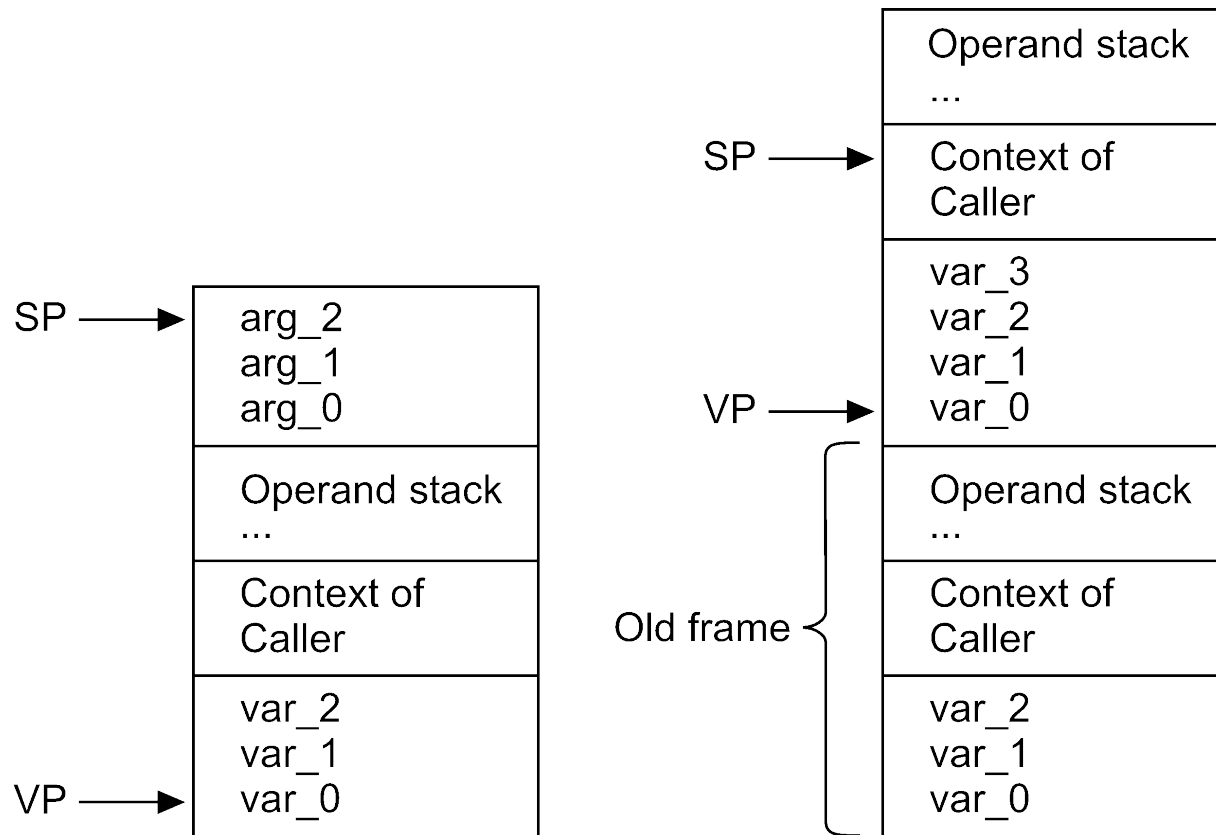 SP
arg_2
arg_1
arg_0
Operand stack
...
Context of
Caller
var_2
var_1
VP
var_0
Operand stack
...
SP
Context of
Caller
var_3
var_2
var_1
VP
var_0
Old frame
Operand stack
...
Context of
Caller
var_2
var_1
var_0